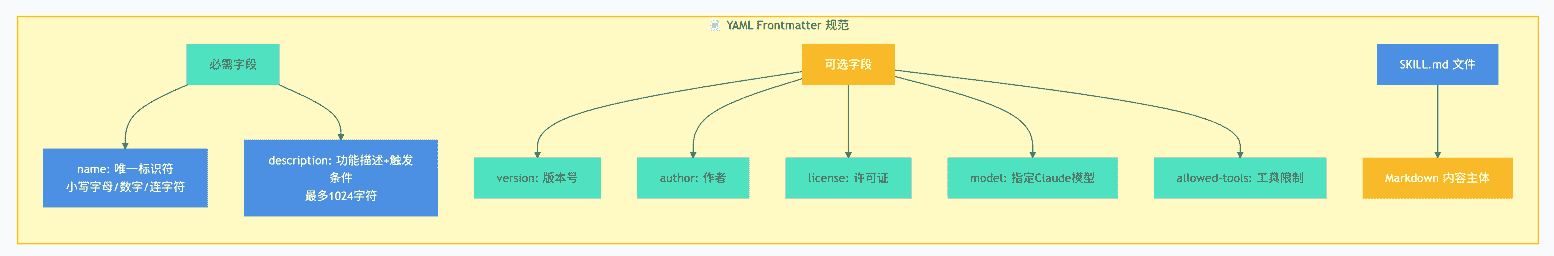 YAML Frontmatter 规范
必需字段
可选字段
SKILL.md 文件
name: 唯一标识符
小写字母/数字/连字符
description: 功能描述+触发
条件
最多1024字符
version: 版本号
author: 作者
license: 许可证
model: 指定Claude模型
allowed-tools: 工具限制
Markdown 内容主体